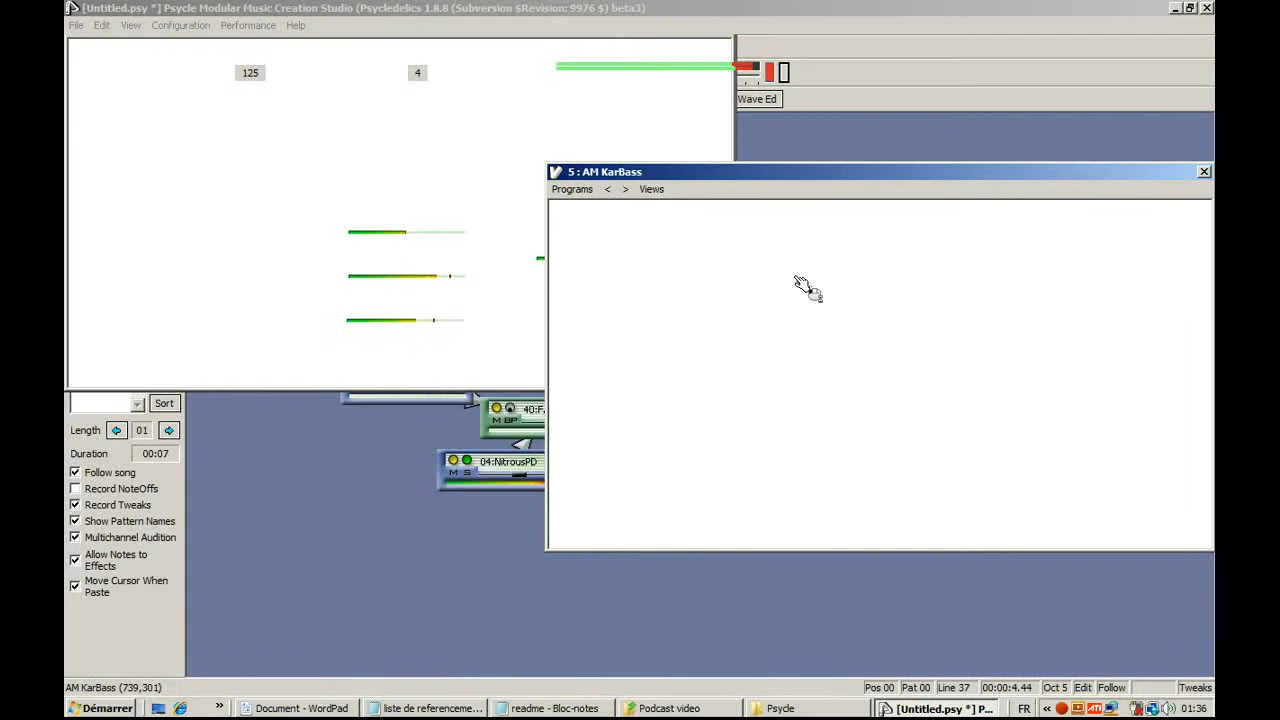 [Untitled.psy *] Psycle Modular Music Creation Studio (Psycledelics 1.8.8 (Subversion $Revision: 9976 $) beta3)
File Edit View Configuration Performance Help
125 4
Wave Ed
5 : AM KarBass
Programs < > Views
Sort
40:F
M BP
Length 01
Duration 00:07
04:NitrousPD
M S
Follow song
Record NoteOffs
Record Tweaks
Show Pattern Names
Multichannel Audition
Allow Notes to
Effects
Move Cursor When
Paste
AM KarBass (739,301) Pos 00 Pat 00 Line 37 00:00:4.44 Oct 5 Edit Follow Tweaks
Démarrer » Document - WordPad liste de referenceme... readme - Bloc-notes Podcast video Psycle [Untitled.psy *] P... FR « ATI 01:36